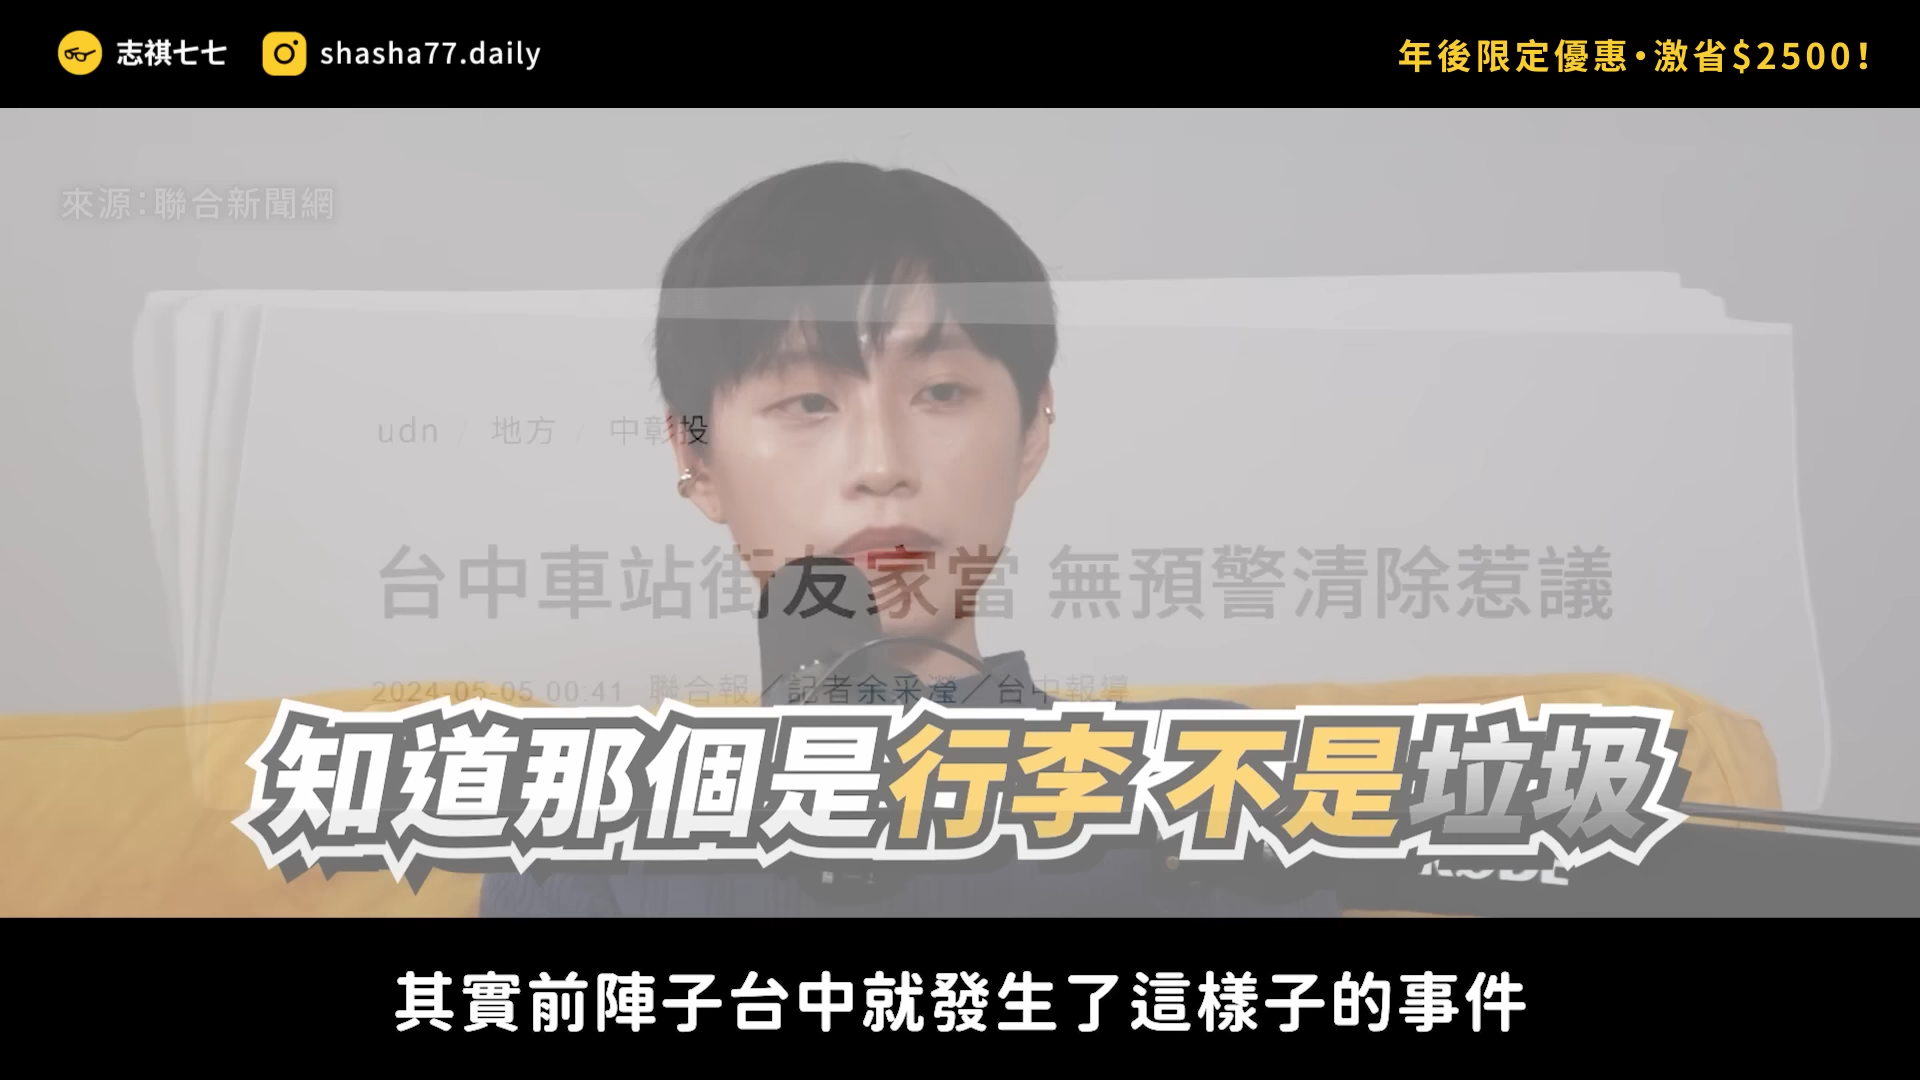 志祺七七
shasha77.daily
年後限定優惠•激省$2500!
來源:聯合新聞網
udn / 地方 / 中彰投
台中車站街友家當 無預警清除惹議
2024-05-05 00:41 聯合報／記者余采瀅／台中報導
知道那個是行李 不是垃圾
其實前陣子台中就發生了這樣子的事件